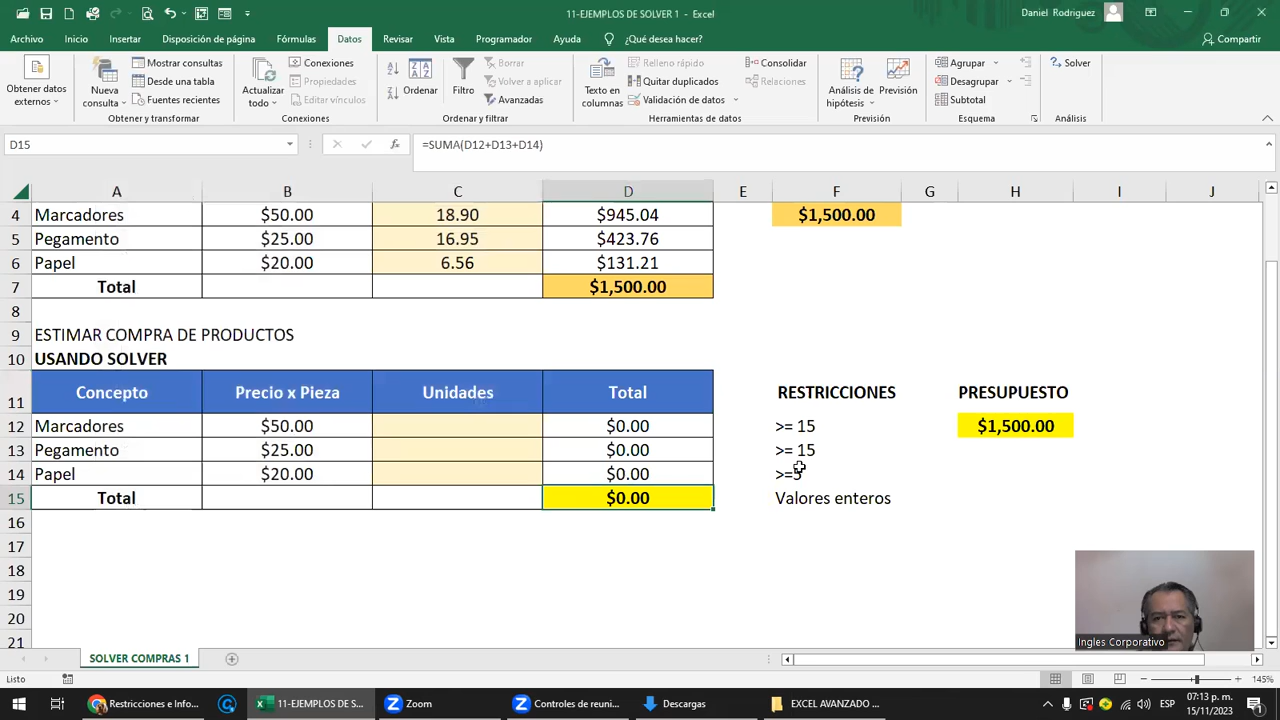 11-EJEMPLOS DE SOLVER 1 - Excel
Daniel Rodriguez
Archivo Inicio Insertar Disposición de página Fórmulas Datos Revisar Vista Programador Ayuda ¿Qué desea hacer? Compartir
Obtener datos externos
Nueva consulta
Mostrar consultas
Desde una tabla
Fuentes recientes
Obtener y transformar
Actualizar todo
Conexiones
Propiedades
Editar vínculos
Conexiones
Ordenar
Filtro
Borrar
Volver a aplicar
Avanzadas
Ordenar y filtrar
Texto en columnas
Relleno rápido
Quitar duplicados
Validación de datos
Consolidar
Relaciones
Herramientas de datos
Análisis de hipótesis
Previsión
Previsión
Agrupar
Desagrupar
Subtotal
Esquema
Solver
Análisis
D15 fx =SUMA(D12+D13+D14)
A B C D E F G H I J
4 Marcadores $50.00 18.90 $945.04 $1,500.00
5 Pegamento $25.00 16.95 $423.76
6 Papel $20.00 6.56 $131.21
7 Total $1,500.00
8
9 ESTIMAR COMPRA DE PRODUCTOS
10 USANDO SOLVER
11 Concepto Precio x Pieza Unidades Total RESTRICCIONES PRESUPUESTO
12 Marcadores $50.00 $0.00 >= 15 $1,500.00
13 Pegamento $25.00 $0.00 >= 15
14 Papel $20.00 $0.00 >=5
15 Total $0.00 Valores enteros
16
17
18
19
20
21
Ingles Corporativo
SOLVER COMPRAS 1
Listo
145%
Restricciones e Info...
11-EJEMPLOS DE S...
Zoom
Controles de reuni...
Descargas
EXCEL AVANZADO ...
ESP
07:13 p. m.
15/11/2023